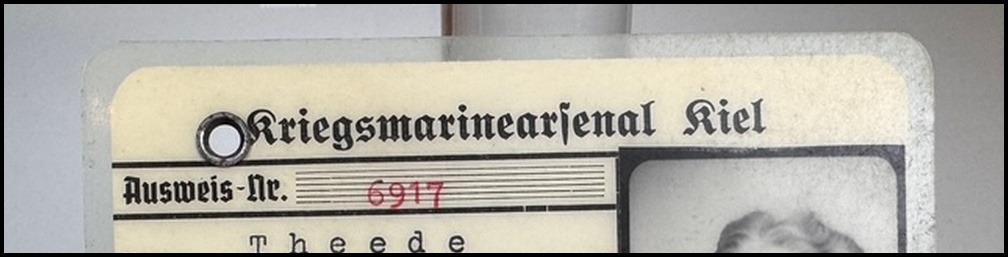 Kriegsmarinearſenal Kiel
Ausweis-Nr. 6917
Theede